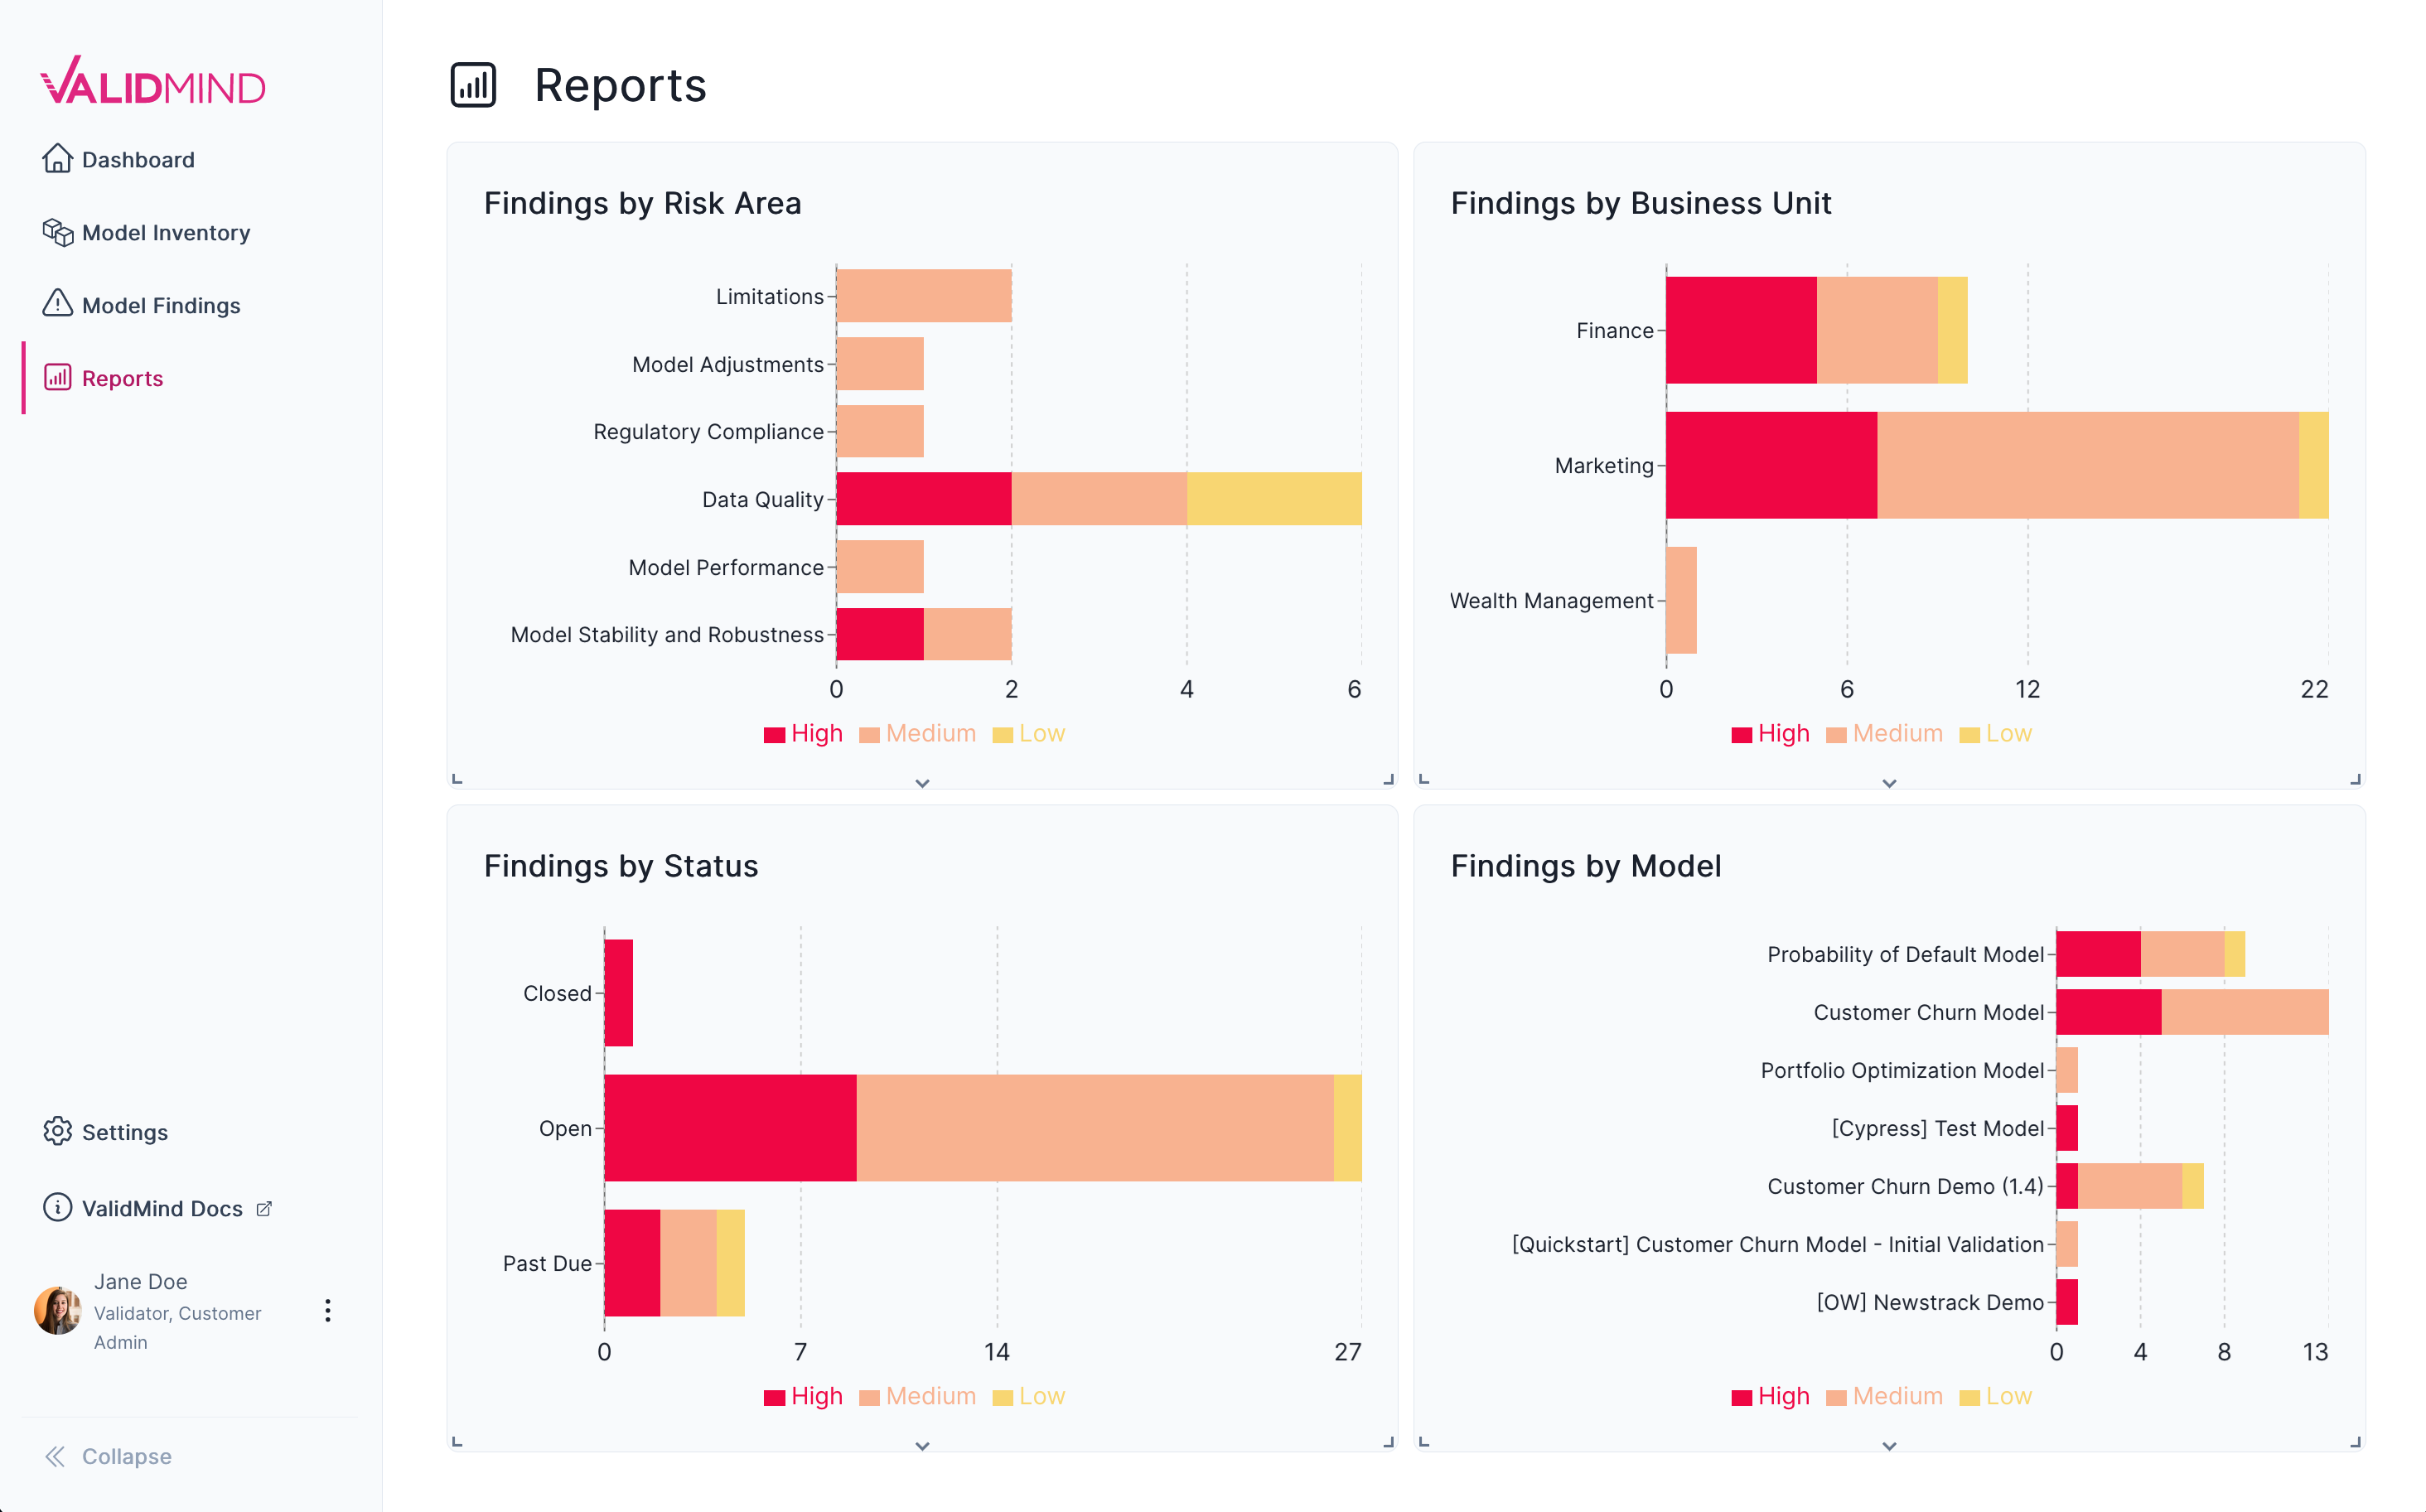 VALIDMIND
Dashboard
Model Inventory
Model Findings
Reports
Settings
ValidMind Docs
Jane Doe
Validator, Customer
Admin
Collapse
Reports
Findings by Risk Area
Limitations
Model Adjustments
Regulatory Compliance
Data Quality
Model Performance
Model Stability and Robustness
0 2 4 6
High Medium Low
Findings by Business Unit
Finance
Marketing
Wealth Management
0 6 12 22
High Medium Low
Findings by Status
Closed
Open
Past Due
0 7 14 27
High Medium Low
Findings by Model
Probability of Default Model
Customer Churn Model
Portfolio Optimization Model
[Cypress] Test Model
Customer Churn Demo (1.4)
[Quickstart] Customer Churn Model - Initial Validation
[OW] Newstrack Demo
0 4 8 13
High Medium Low